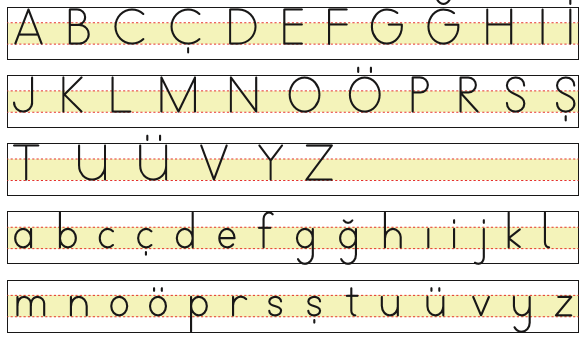 A B C Ç D E F G Ğ H I İ
J K L M N O Ö P R S Ş
T U Ü V Y Z
a b c ç d e f g ğ h ı i j k l
m n o ö p r s ş t u ü v y z